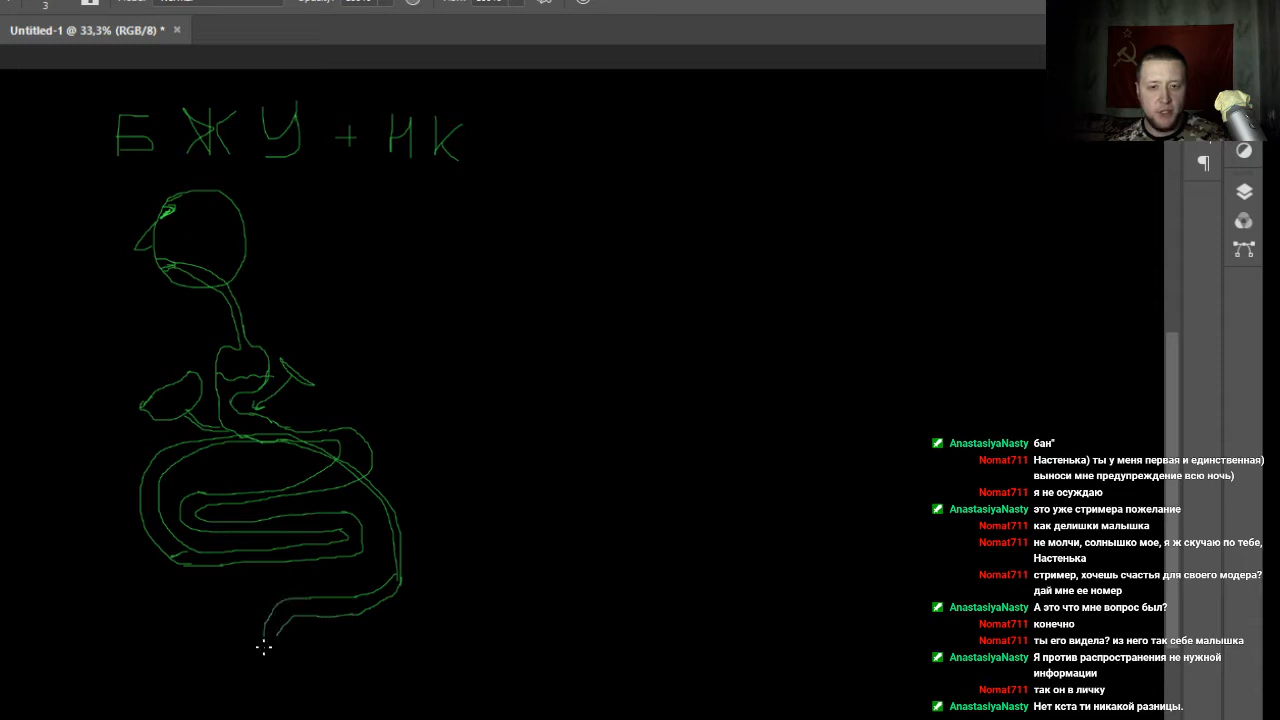 3
Untitled-1 @ 33,3% (RGB/8) * ×
Б Ж У + Н К
¶
AnastasiyaNasty бан"
Nomat711 Настенька) ты у меня первая и единственная)
выноси мне предупреждение всю ночь)
Nomat711 я не осуждаю
AnastasiyaNasty это уже стримера пожелание
Nomat711 как делишки малышка
Nomat711 не молчи, солнышко мое, я ж скучаю по тебе,
Настенька
Nomat711 стример, хочешь счастья для своего модера?
дай мне ее номер
AnastasiyaNasty А это что мне вопрос был?
Nomat711 конечно
Nomat711 ты его видела? из него так себе малышка
AnastasiyaNasty Я против распространения не нужной
информации
Nomat711 так он в личку
AnastasiyaNasty Нет кста ти никакой разницы.